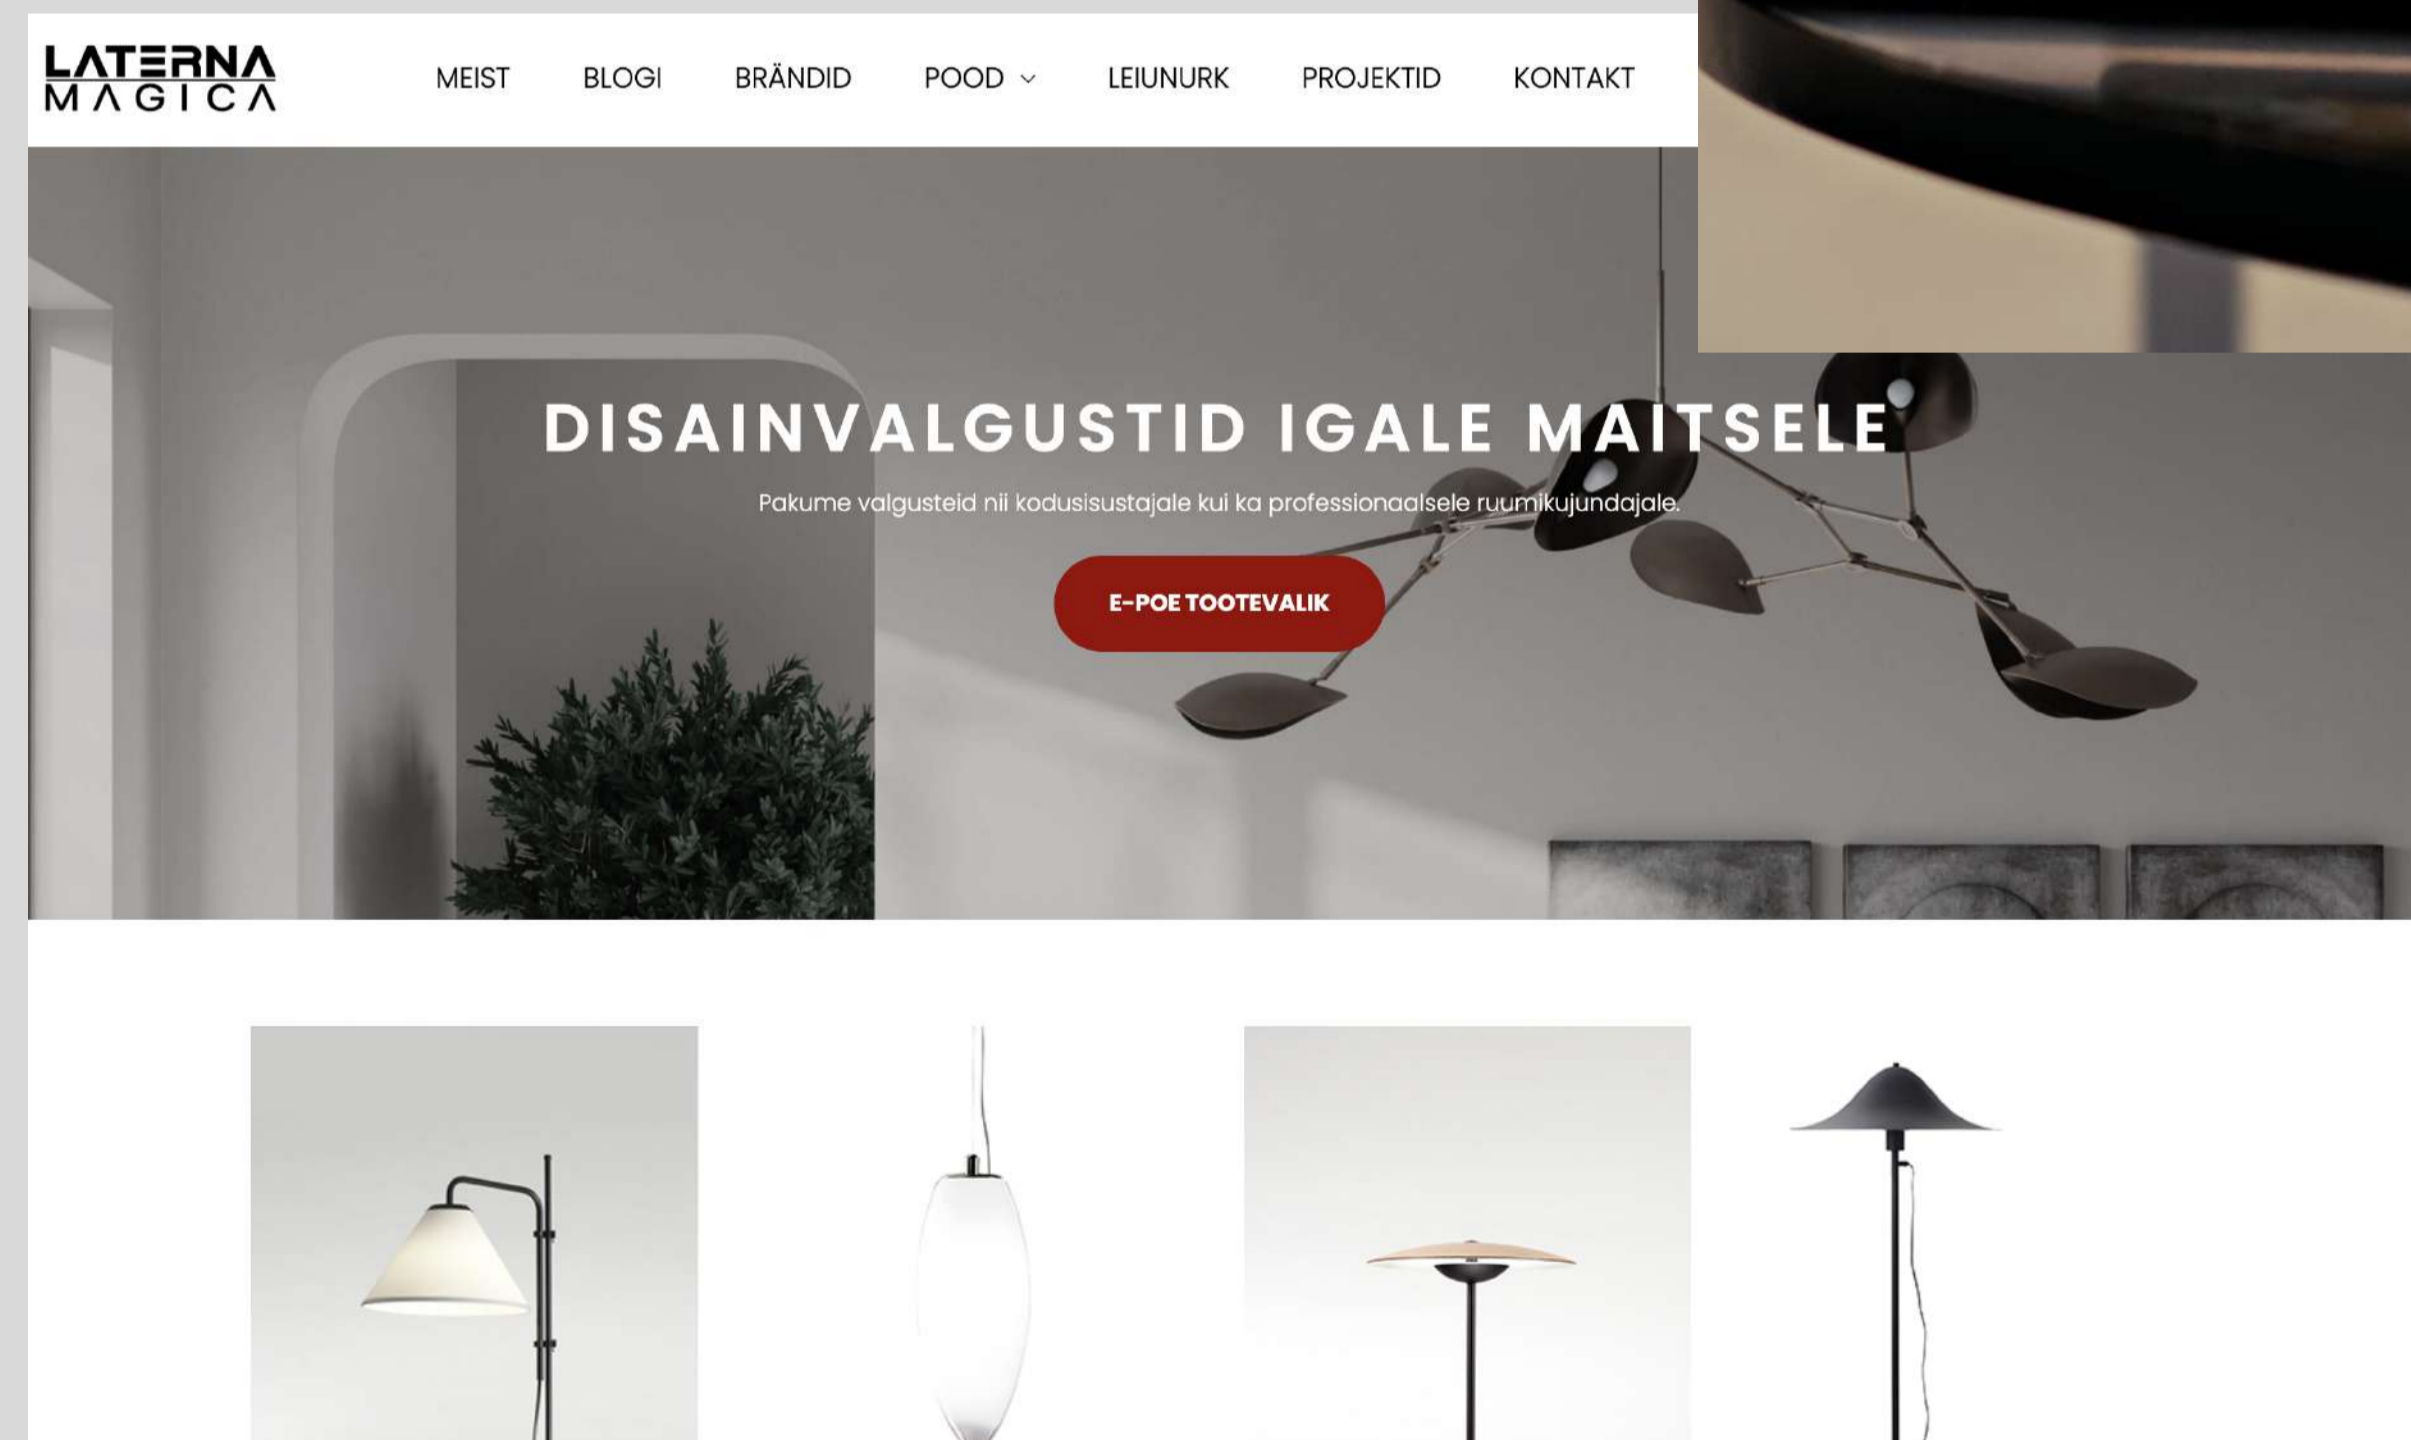 LATERNA
MAGICA
MEIST BLOGI BRÄNDID POOD LEIUNURK PROJEKTID KONTAKT
DISAINVALGUSTID IGALE MAITSELE
Pakume valgusteid nii kodusisustajale kui ka professionaalsele ruumikujundajale.
E-POE TOOTEVALIK